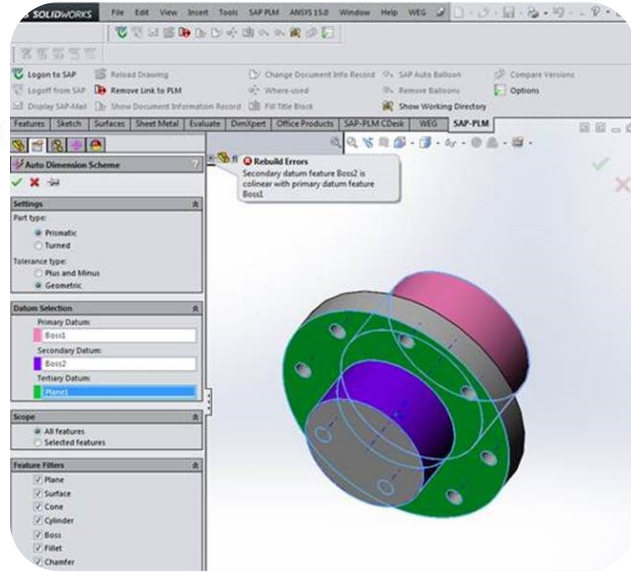 SOLIDWORKS File Edit View Insert Tools SAP PLM ANSYS 15.0 Window Help WEG
Logon to SAP Reload Drawing Change Document Info Record SAP Auto Balloon Compare Versions
Logoff from SAP Remove Link to PLM Where-used Remove Balloons Options
Display SAP-Mail Show Document Information Record Fill Title Block Show Working Directory
Features Sketch Surfaces Sheet Metal Evaluate DimXpert Office Products SAP-PLM CDesk WEG SAP-PLM
Auto Dimension Scheme ?
Rebuild Errors
Secondary datum feature Boss2 is
colinear with primary datum feature
Boss1
Settings
Part type:
Prismatic
Turned
Tolerance type:
Plus and Minus
Geometric
Datum Selection
Primary Datum:
Boss1
Secondary Datum:
Boss2
Tertiary Datum:
Plane1
Scope
All features
Selected features
Feature Filters
Plane
Surface
Cone
Cylinder
Boss
Fillet
Chamfer